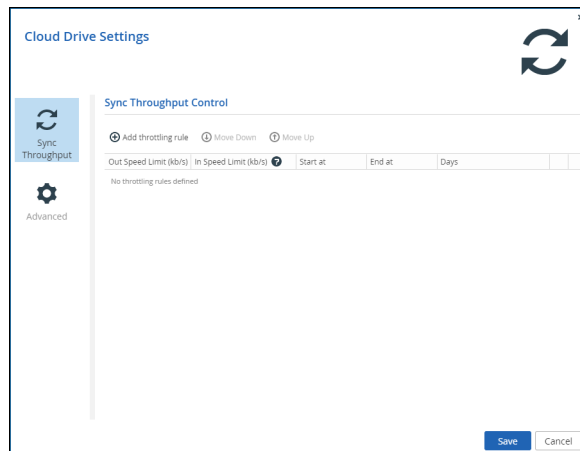 Cloud Drive Settings
Sync Throughput Control
Sync
Throughput
Add throttling rule Move Down Move Up
Out Speed Limit (kb/s) In Speed Limit (kb/s) ? Start at End at Days
No throttling rules defined
Advanced
Save Cancel